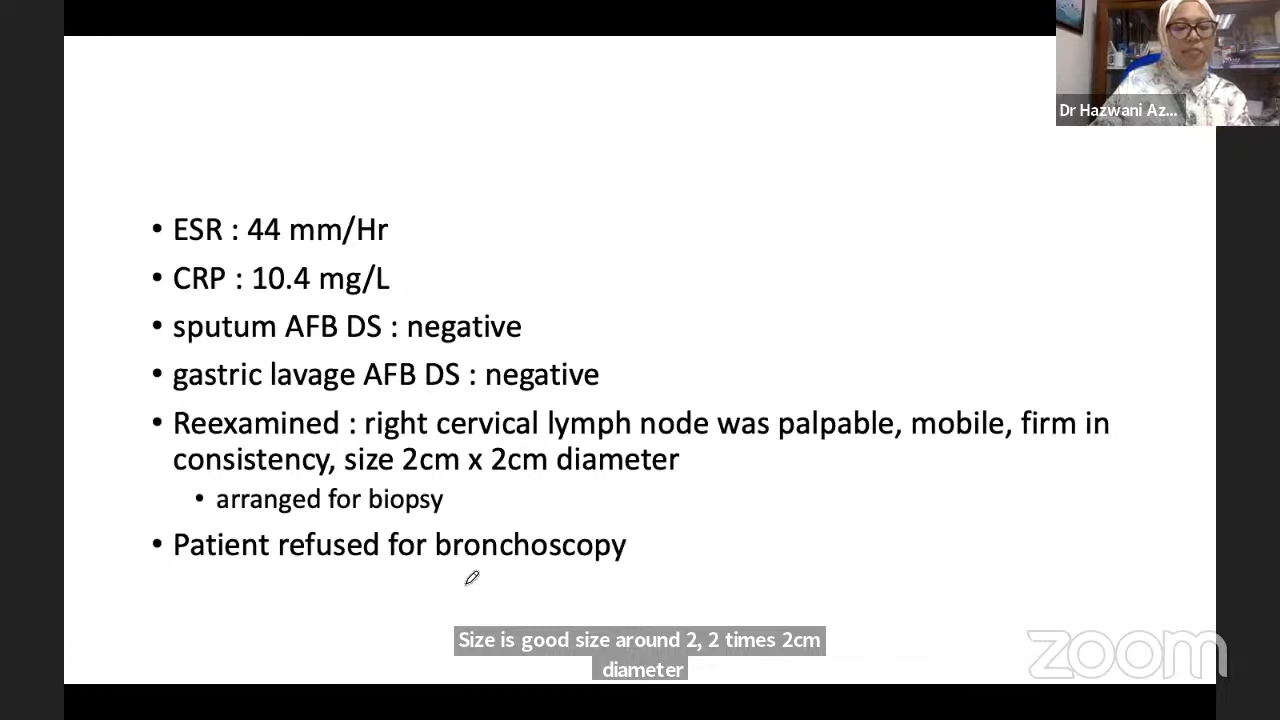 Dr Hazwani Az...
• ESR : 44 mm/Hr
• CRP : 10.4 mg/L
• sputum AFB DS : negative
• gastric lavage AFB DS : negative
• Reexamined : right cervical lymph node was palpable, mobile, firm in
consistency, size 2cm x 2cm diameter
• arranged for biopsy
• Patient refused for bronchoscopy
Size is good size around 2, 2 times 2cm
diameter
zoom